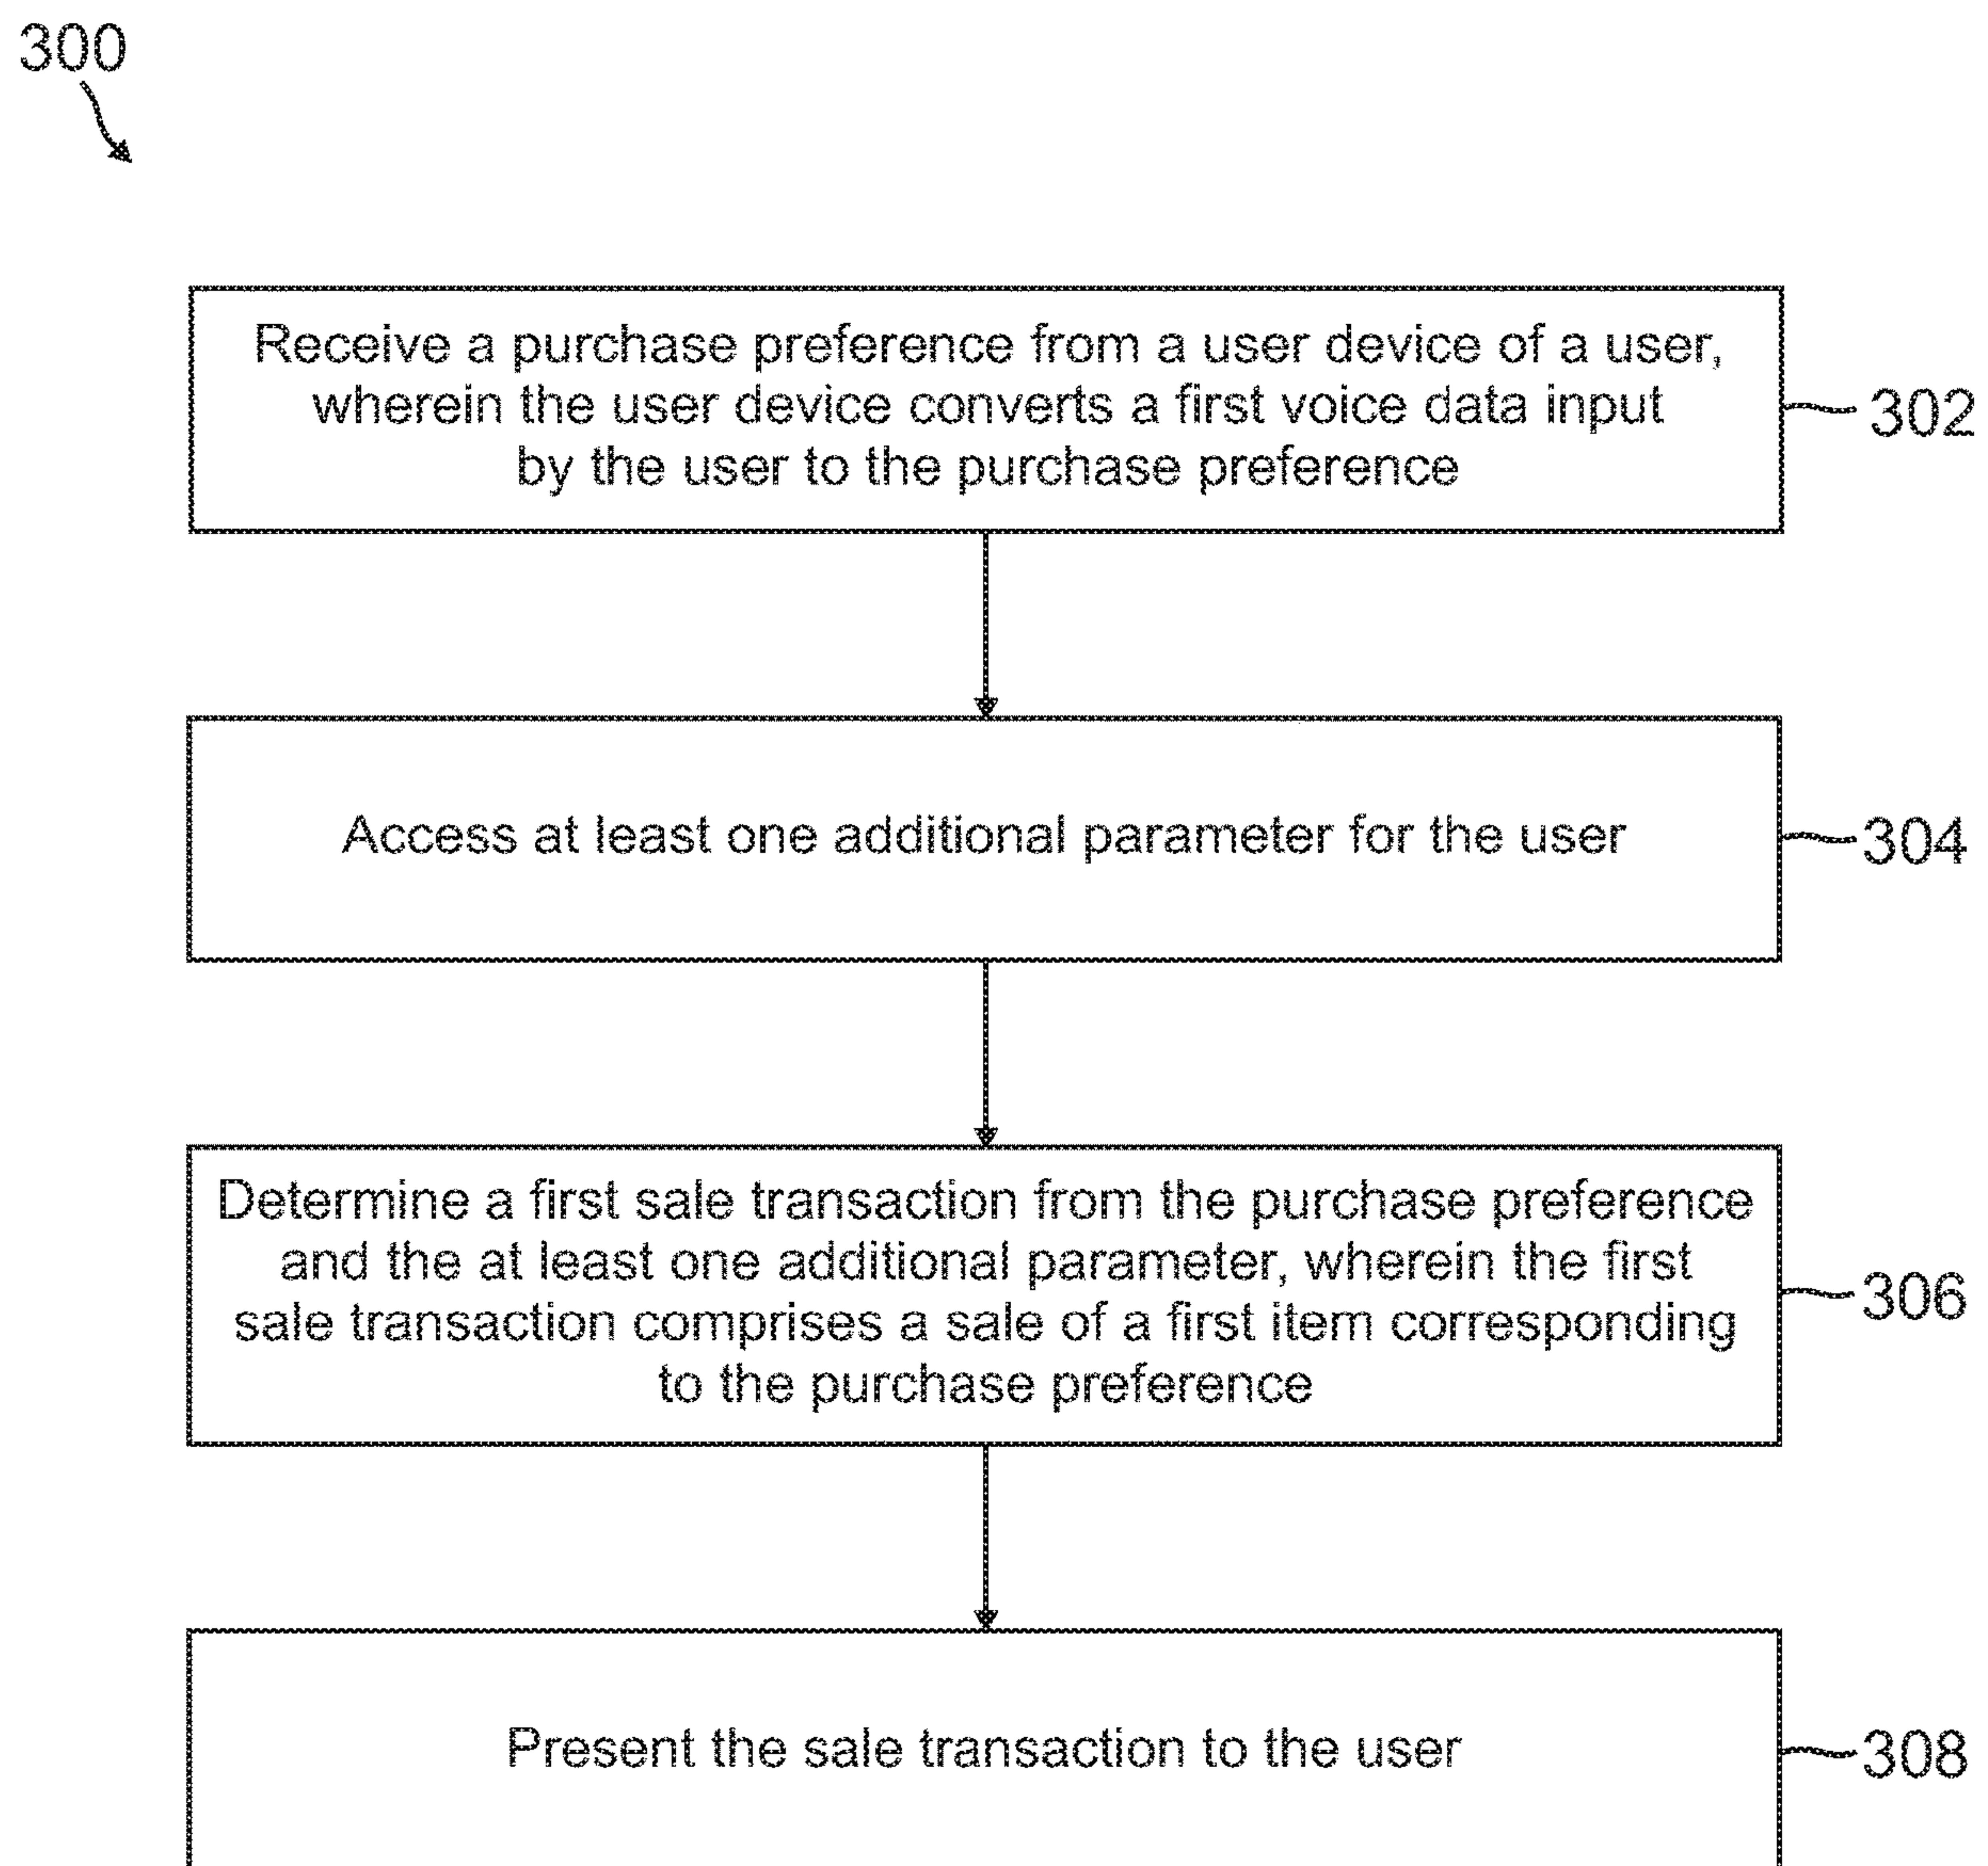 300
Receive a purchase preference from a user device of a user,
wherein the user device converts a first voice data input
by the user to the purchase preference
302
Access at least one additional parameter for the user
304
Determine a first sale transaction from the purchase preference
and the at least one additional parameter, wherein the first
sale transaction comprises a sale of a first item corresponding
to the purchase preference
306
Present the sale transaction to the user
308